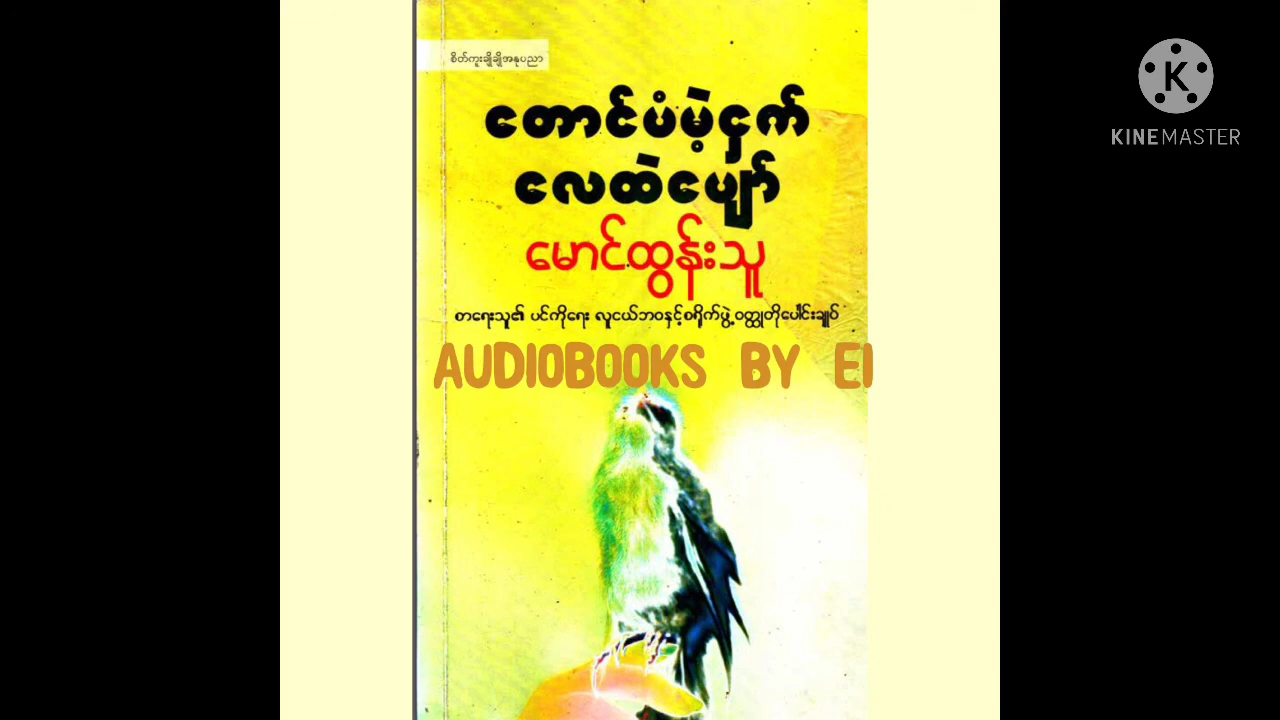 စိတ်ကူးချိုချိုအနုပညာ
တောင်ပံမဲ့ငှက်
လေထဲပျော်
မောင်ထွန်းသူ
စာရေးသူ၏ ပင်ကိုရေး လူငယ်ဘဝနှင့်စရိုက်ဖွဲ့ ဝတ္ထုတိုပေါင်းချုပ်
AUDIOBOOKS BY EI
K
KINEMASTER